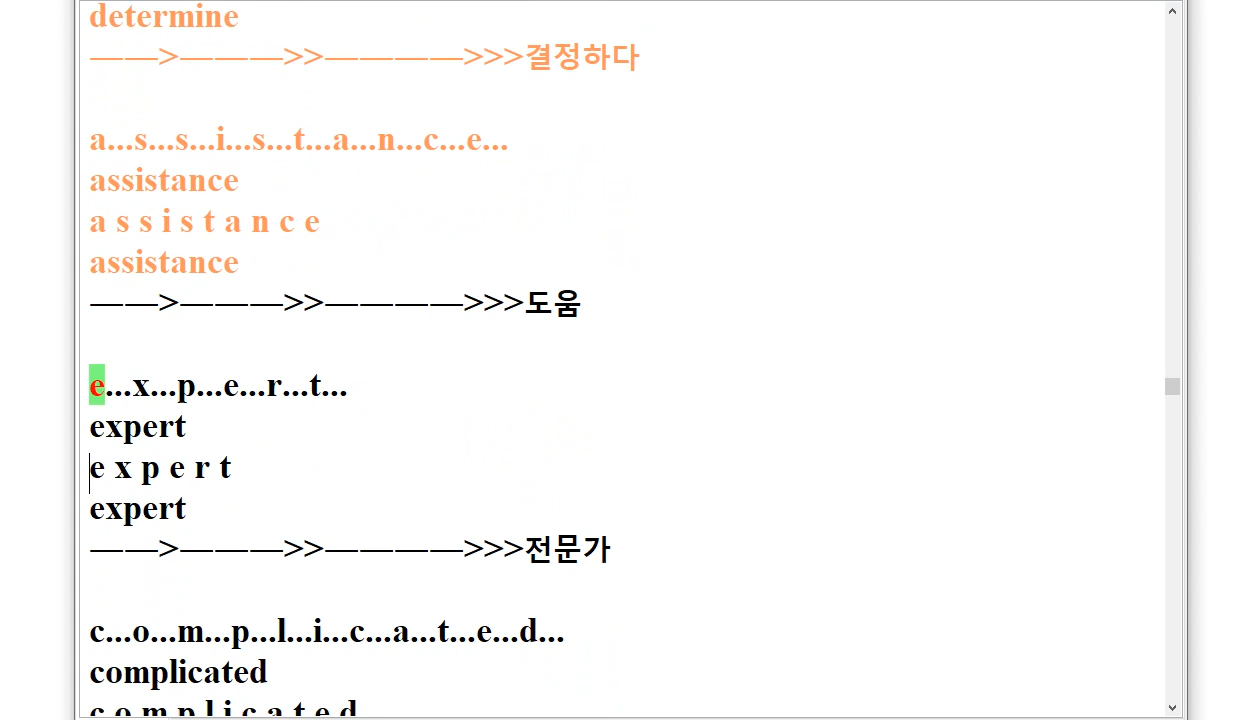 determine
——>———>>————>>>결정하다
a...s...s...i...s...t...a...n...c...e...
assistance
a s s i s t a n c e
assistance
——>———>>————>>>도움
e...x...p...e...r...t...
expert
e x p e r t
expert
——>———>>————>>>전문가
c...o...m...p...l...i...c...a...t...e...d...
complicated
c o m p l i c a t e d